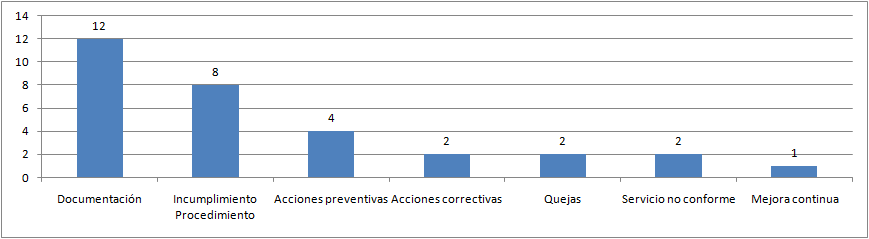 14
12
10
8
6
4
2
0
12
8
4
2
2
2
1
Documentación
Incumplimiento
Procedimiento
Acciones preventivas
Acciones correctivas
Quejas
Servicio no conforme
Mejora continua